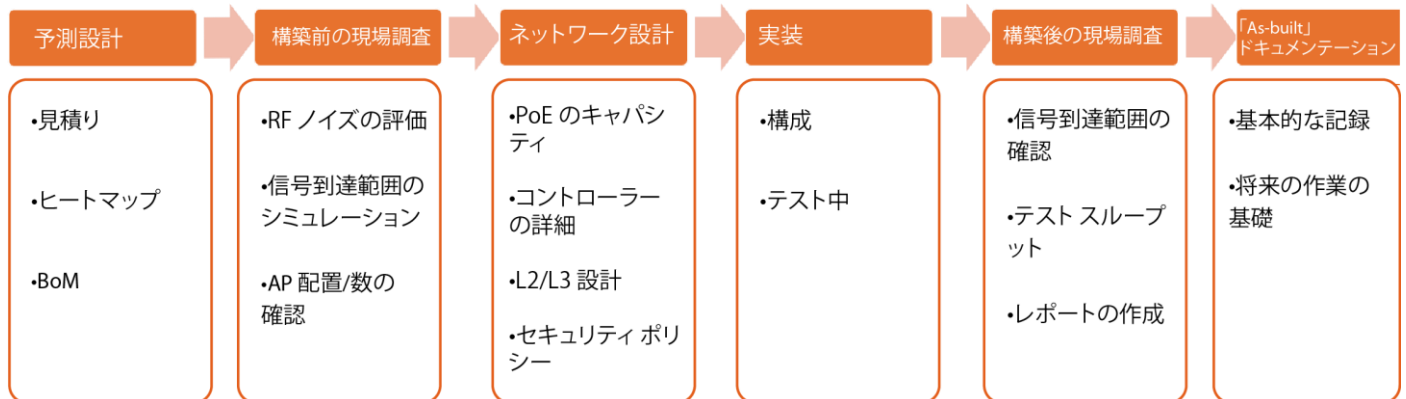 予測設計
構築前の現場調査
ネットワーク設計
実装
構築後の現場調査
「As-built」
ドキュメンテーション
•見積り
•ヒートマップ
•BoM
•RF ノイズの評価
•信号到達範囲の
シミュレーション
•AP 配置/数の
確認
•PoE のキャパシ
ティ
•コントローラー
の詳細
•L2/L3 設計
•セキュリティ ポリ
シー
•構成
•テスト中
•信号到達範囲の
確認
•テスト スループ
ット
•レポートの作成
•基本的な記録
•将来の作業の
基礎